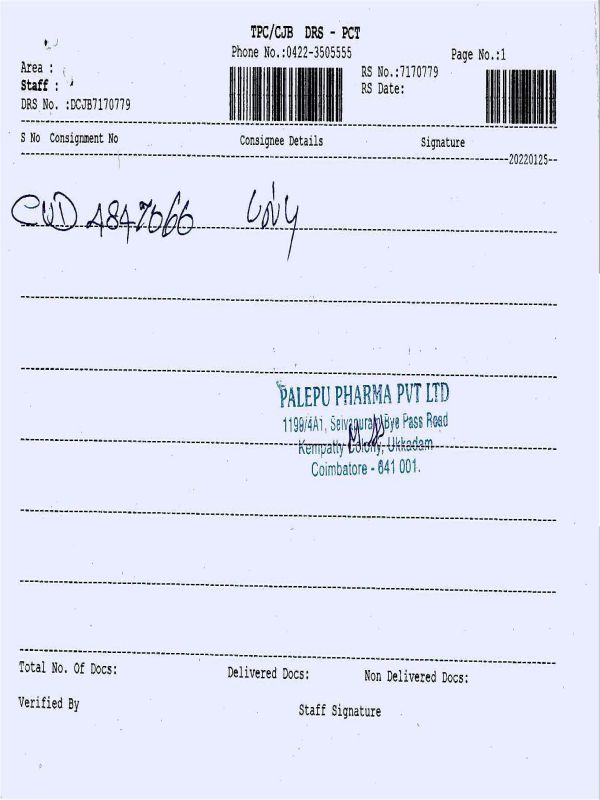 TPC/CJB DRS - PCT
Phone No.:0422-3505555
Page No.:1
Area :
Staff :
DRS No. :DCJB7170779
RS No.:7170779
RS Date:
S No Consignment No Consignee Details Signature
20220125
4847066
PALEPU PHARMA PVT LTD
1199/4A1, Selvapuram Bye Pass Road
Kempatty Colony, Ukkadam
Coimbatore - 641 001.
Total No. Of Docs: Delivered Docs: Non Delivered Docs:
Verified By
Staff Signature